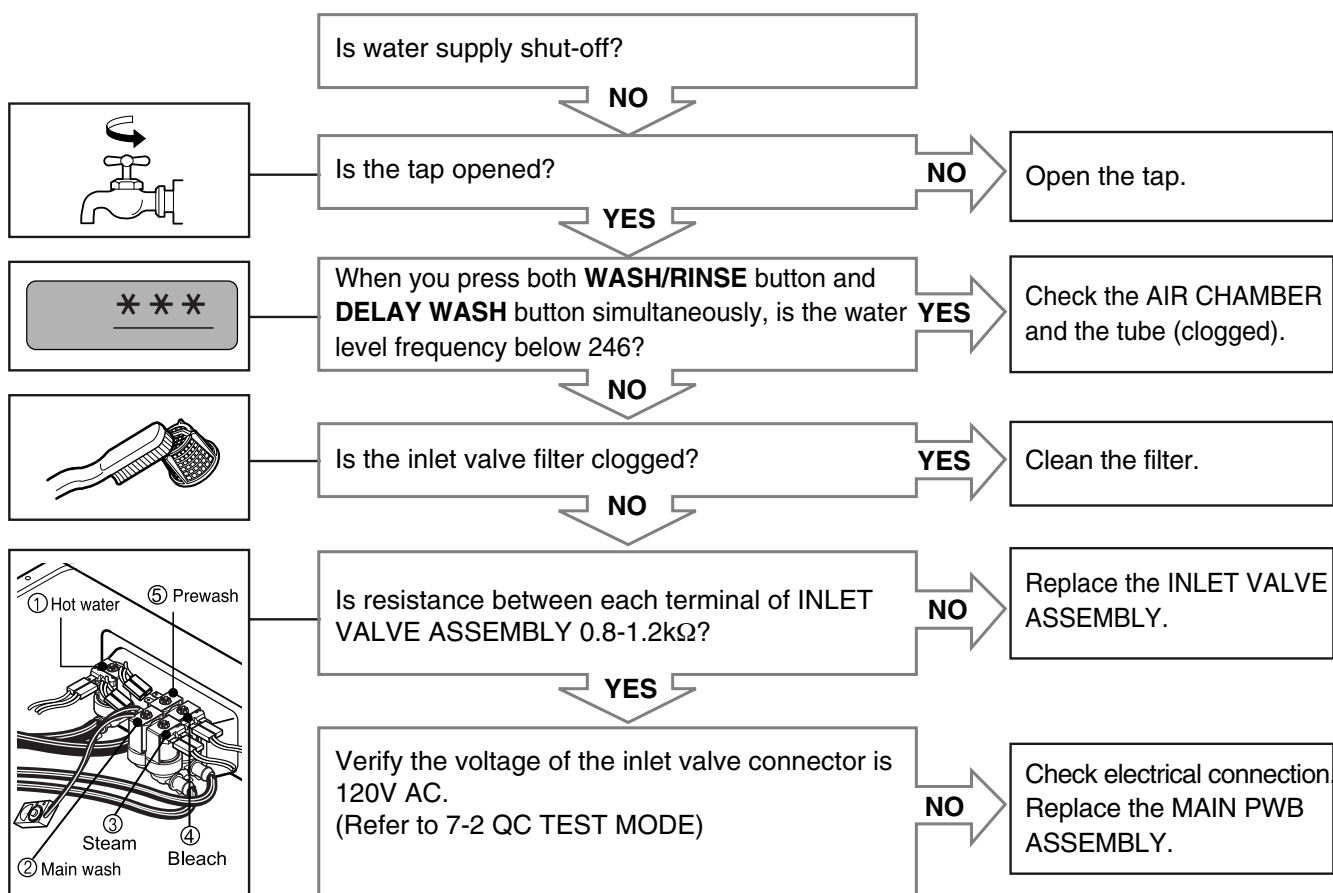 Is water supply shut-off?
NO
Is the tap opened?
NO
Open the tap.
YES
When you press both WASH/RINSE button and
DELAY WASH button simultaneously, is the water
level frequency below 246?
YES
Check the AIR CHAMBER
and the tube (clogged).
* * *
NO
Is the inlet valve filter clogged?
YES
Clean the filter.
NO
Is resistance between each terminal of INLET
VALVE ASSEMBLY 0.8-1.2kΩ?
NO
Replace the INLET VALVE
ASSEMBLY.
① Hot water
⑤ Prewash
③
Steam
④
Bleach
② Main wash
YES
Verify the voltage of the inlet valve connector is
120V AC.
(Refer to 7-2 QC TEST MODE)
NO
Check electrical connection.
Replace the MAIN PWB
ASSEMBLY.